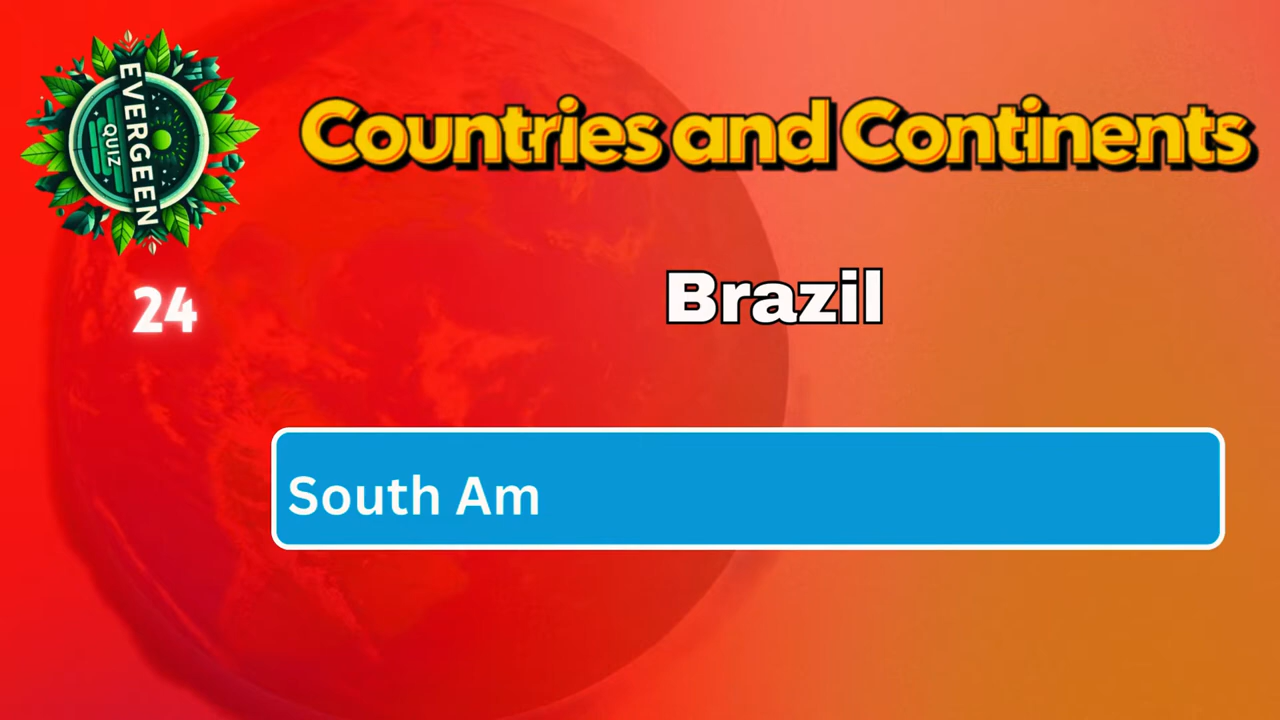 EVERGEEN
QUIZ
Countries and Continents
24
Brazil
South Am